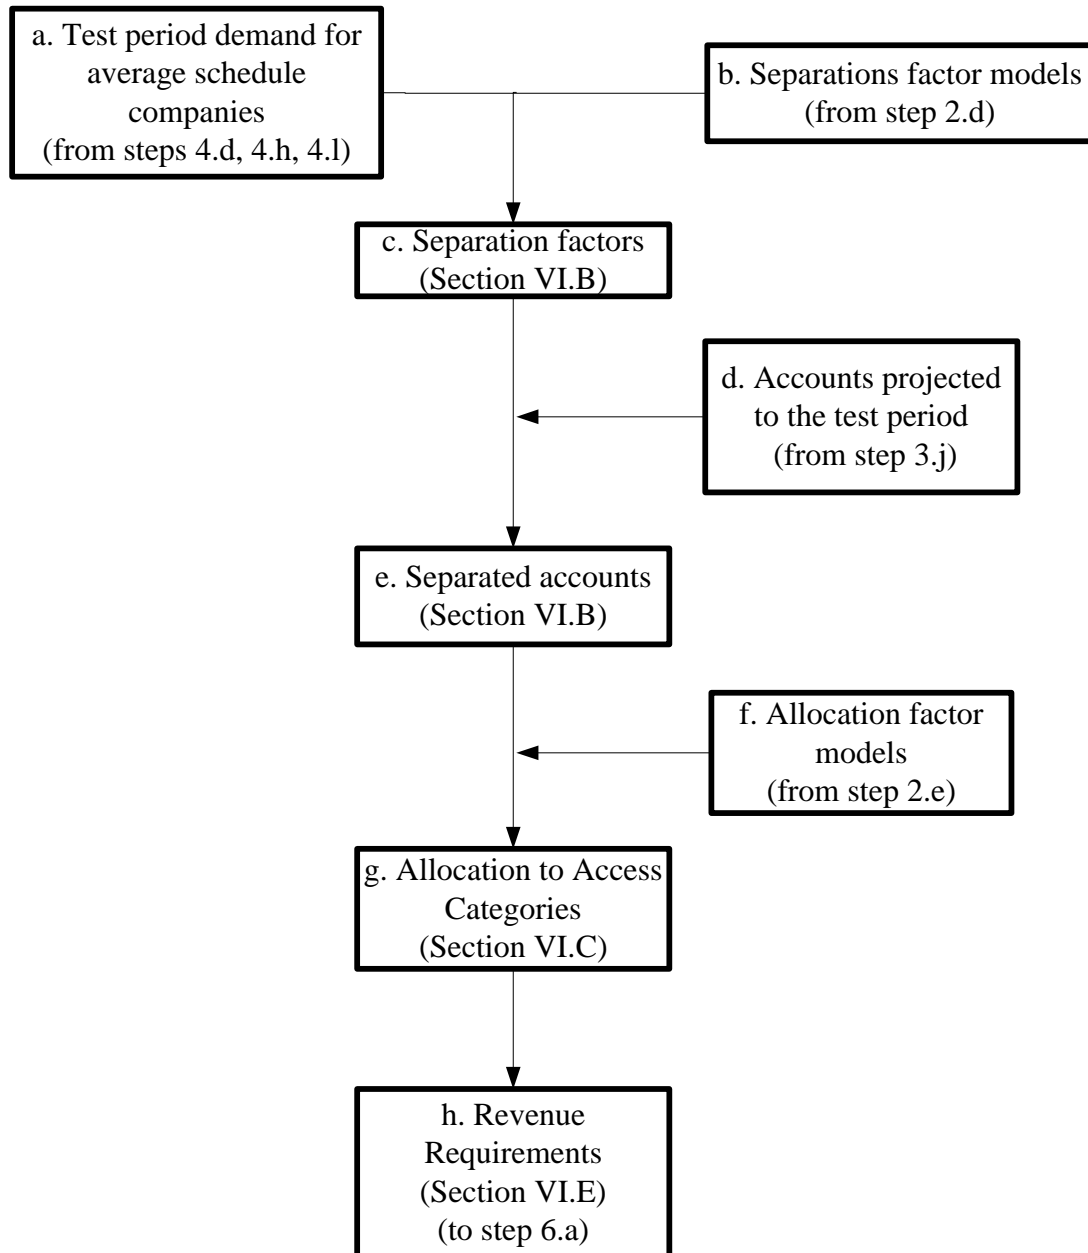 a. Test period demand for
average schedule
companies
(from steps 4.d, 4.h, 4.l)
b. Separations factor models
(from step 2.d)
c. Separation factors
(Section VI.B)
d. Accounts projected
to the test period
(from step 3.j)
e. Separated accounts
(Section VI.B)
f. Allocation factor
models
(from step 2.e)
g. Allocation to Access
Categories
(Section VI.C)
h. Revenue
Requirements
(Section VI.E)
(to step 6.a)